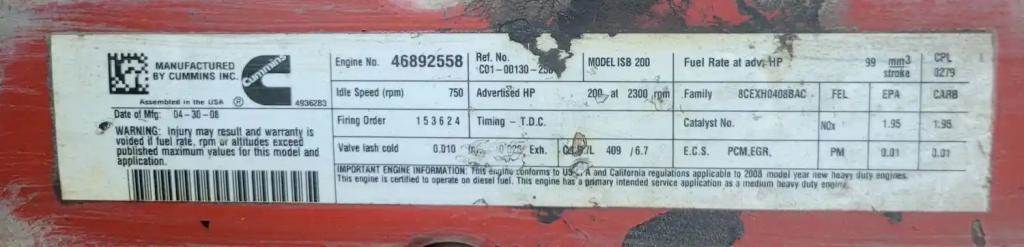 MANUFACTURED
BY CUMMINS INC.
Cummins
Assembled in the USA ® 4936283
Date of Mfg: 04-30-08
WARNING: Injury may result and warranty is
voided if fuel rate, rpm or altitudes exceed
published maximum values for this model and
application.
Engine No. 46892558 Ref. No. MODEL ISB 200 Fuel Rate at adv. HP 99 mm3 CPL
C01-00130- stroke 0279
Idle Speed (rpm) 750 Advertised HP 200 at 2300 rpm Family 8CEXH0408BAC FEL EPA CARB
Firing Order 1 5 3 6 2 4 Timing - T.D.C. Catalyst No. NOx 1.95 1.95
Valve lash cold 0.010 Exh. 409 /6.7 E.C.S. PCM,EGR, PM 0.01 0.01
IMPORTANT ENGINE INFORMATION: This engine conforms to A and California regulations applicable to 2008 model year new heavy duty engines.
This engine is certified to operate on diesel fuel. This engine has a primary intended service application as a medium heavy duty engine.